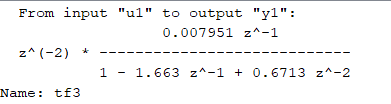 From input "u1" to output "y1":
0.007951 z^-1
z^(-2) * ----------------------------
1 - 1.663 z^-1 + 0.6713 z^-2
Name: tf3